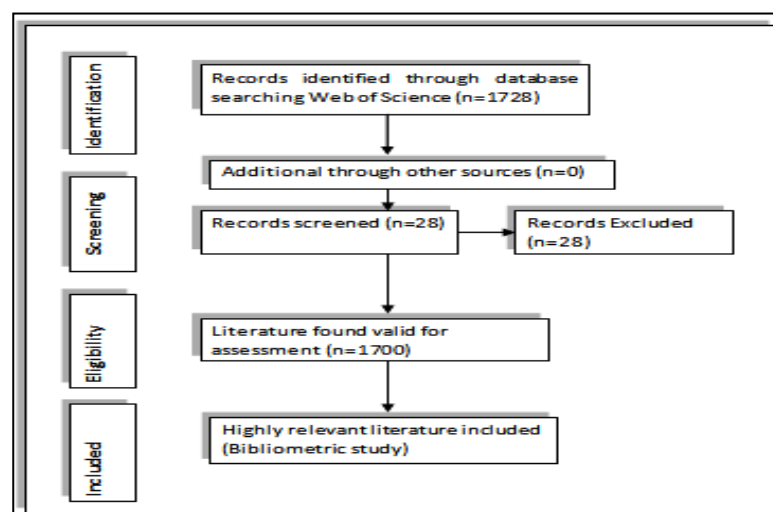 Identification
Records identified through database
searching Web of Science (n=1728)
Additional through other sources (n=0)
Screening
Records screened (n=28)
Records Excluded
(n=28)
Eligibility
Literature found valid for
assessment (n=1700)
Included
Highly relevant literature included
(Bibliometric study)